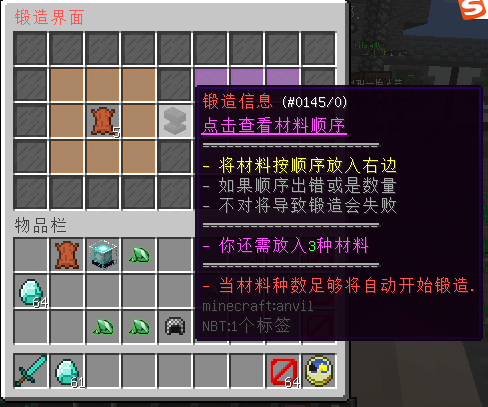 锻造界面
锻造信息 (#0145/0)
点击查看材料顺序
- 将材料按顺序放入右边
- 如果顺序出错或是数量
- 不对将导致锻造会失败
- 你还需放入3种材料
- 当材料种数足够将自动开始锻造.
minecraft:anvil
NBT:1个标签
5
物品栏
64
61
64